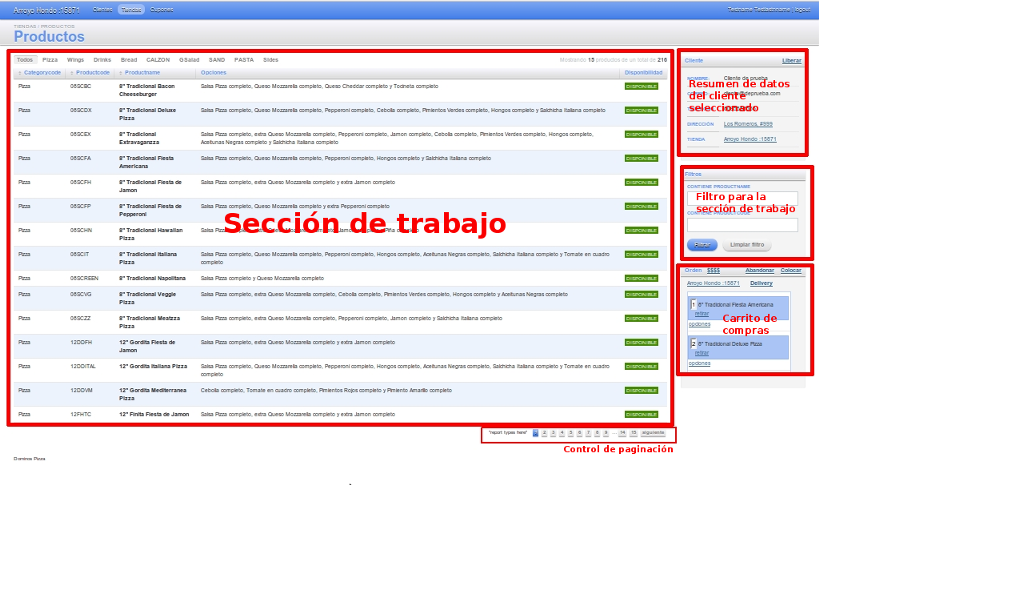 Arroyo Hondo :15871 Clientes Tiendas Productos Cupones
TIENDAS / PRODUCTOS
Productos
Todos Pizza Wings Drinks Bread CALZON GSalad SAND PASTA Sides
Mostrando 15 productos de un total de 216
Categorycode Productcode Productname Opciones Disponibilidad
Pizza 08SCBC 8" Tradicional Bacon Cheeseburger Salsa Pizza completo, extra Queso Mozzarella completo, Queso Cheddar completo y Tocineta completo DISPONIBLE
Pizza 08SCDX 8" Tradicional Deluxe Pizza Salsa Pizza completo, Queso Mozzarella completo, Pepperoni completo, Cebolla completo, Pimientos Verdes completo, Hongos completo y Salchicha Italiana completo DISPONIBLE
Pizza 08SCEX 8" Tradicional Extravaganzza Salsa Pizza completo, extra Queso Mozzarella completo, Pepperoni completo, Jamon completo, Cebolla completo, Pimientos Verdes completo, Hongos completo, Aceitunas Negras completo y Salchicha Italiana completo DISPONIBLE
Pizza 08SCFA 8" Tradicional Fiesta Americana Salsa Pizza completo, Queso Mozzarella completo, Pepperoni completo, Hongos completo y Salchicha Italiana completo DISPONIBLE
Pizza 08SCFH 8" Tradicional Fiesta de Jamon Salsa Pizza completo, extra Queso Mozzarella completo y extra Jamon completo DISPONIBLE
Pizza 08SCFP 8" Tradicional Fiesta de Pepperoni Salsa Pizza completo, extra Queso Mozzarella completo y extra Pepperoni completo DISPONIBLE
Pizza 08SCHN 8" Tradicional Hawaiian Pizza Salsa Pizza completo, extra DISPONIBLE
Sección de trabajo
Pizza 08SCIT 8" Tradicional Italiana Pizza Salsa Pizza completo, extra Queso Mozzarella completo, Pepperoni completo, Hongos completo, Aceitunas Negras completo, Salchicha Italiana completo y Tomate en cuadro completo DISPONIBLE
Pizza 08SCREEN 8" Tradicional Napolitana Salsa Pizza completo y Queso Mozzarella completo DISPONIBLE
Pizza 08SCVG 8" Tradicional Veggie Pizza Salsa Pizza completo, extra Queso Mozzarella completo, Cebolla completo, Pimientos Verdes completo, Hongos completo y Aceitunas Negras completo DISPONIBLE
Pizza 08SCZZ 8" Tradicional Meatzza Pizza Salsa Pizza completo, extra Queso Mozzarella completo, Pepperoni completo, Jamon completo y Salchicha Italiana completo DISPONIBLE
Pizza 12DDFH 12" Gordita Fiesta de Jamon Salsa Pizza completo, extra Queso Mozzarella completo y extra Jamon completo DISPONIBLE
Pizza 12DDITAL 12" Gordita Italiana Pizza Salsa Pizza completo, extra Queso Mozzarella completo, Pepperoni completo, Hongos completo, Aceitunas Negras completo, Salchicha Italiana completo y Tomate en cuadro completo DISPONIBLE
Pizza 12DDVM 12" Gordita Mediterranea Pizza Cebolla completo, Tomate en cuadro completo, Pimientos Rojos completo y Pimiento Amarillo completo DISPONIBLE
Pizza 12FHTC 12" Finita Fiesta de Jamon Salsa Pizza completo, extra Queso Mozzarella completo y extra Jamon completo DISPONIBLE
"report types here" 2 3 4 5 6 7 8 9 ... 14 15 siguiente
Control de paginación
Dominos Pizza
Cliente Liberar
NOMBRE: Cliente de prueba
Resumen de datos
del cliente
seleccionado
DIRECCION Los Romeros, #999
TIENDA Arroyo Hondo :15871
Filtros
CONTIENE PRODUCTNAME
Filtro para la
sección de trabajo
CONTIENE PRODUCTCODE
Filtrar Limpiar filtro
Orden $$$$ Abandonar Colocar
Arroyo Hondo :15871 Delivery
1 8" Tradicional Fiesta Americana
retirar
opciones
Carrito de
compras
2 8" Tradicional Deluxe Pizza
retirar
opciones